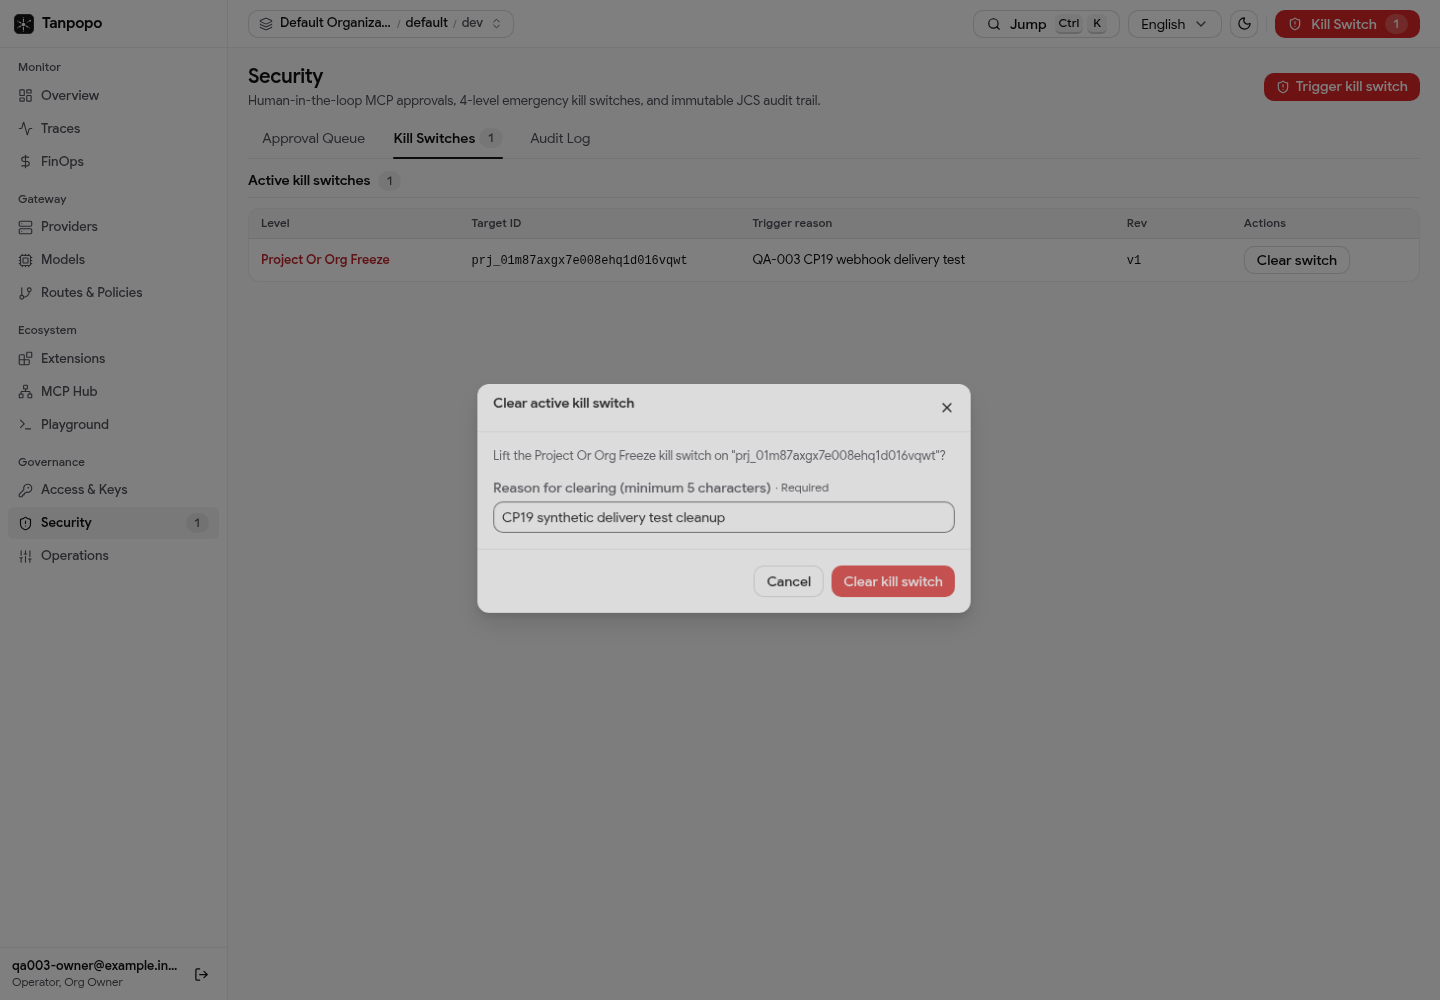 Tanpopo
Default Organiza... / default / dev
Jump Ctrl K
English
Kill Switch 1
Monitor
Overview
Traces
FinOps
Gateway
Providers
Models
Routes & Policies
Ecosystem
Extensions
MCP Hub
Playground
Governance
Access & Keys
Security 1
Operations
qa003-owner@example.in...
Operator, Org Owner
Security
Human-in-the-loop MCP approvals, 4-level emergency kill switches, and immutable JCS audit trail.
Trigger kill switch
Approval Queue Kill Switches 1 Audit Log
Active kill switches 1
Level Target ID Trigger reason Rev Actions
Project Or Org Freeze prj_01m87axgx7e008ehq1d016vqwt QA-003 CP19 webhook delivery test v1 Clear switch
Clear active kill switch
Lift the Project Or Org Freeze kill switch on "prj_01m87axgx7e008ehq1d016vqwt"?
Reason for clearing (minimum 5 characters) · Required
CP19 synthetic delivery test cleanup
Cancel Clear kill switch